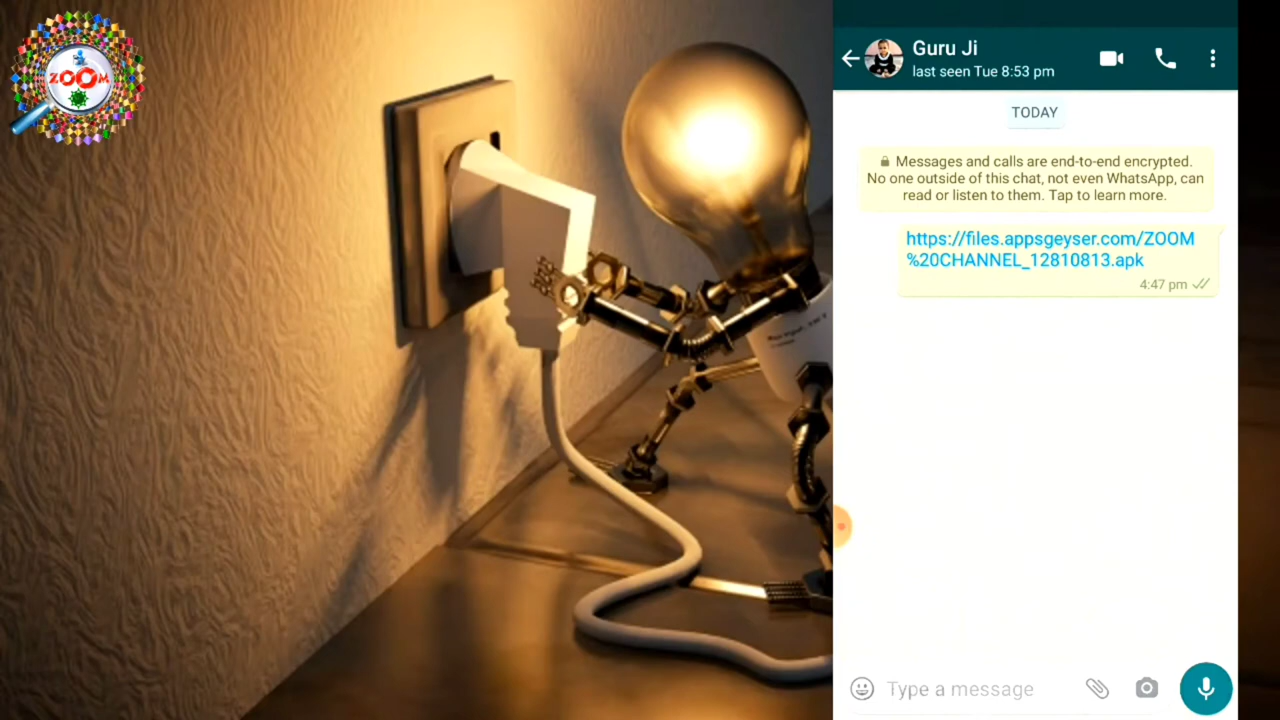 ZOOM
Guru Ji
last seen Tue 8:53 pm
TODAY
Messages and calls are end-to-end encrypted.
No one outside of this chat, not even WhatsApp, can
read or listen to them. Tap to learn more.
https://files.appsgeyser.com/ZOOM
%20CHANNEL_12810813.apk
4:47 pm
Type a message